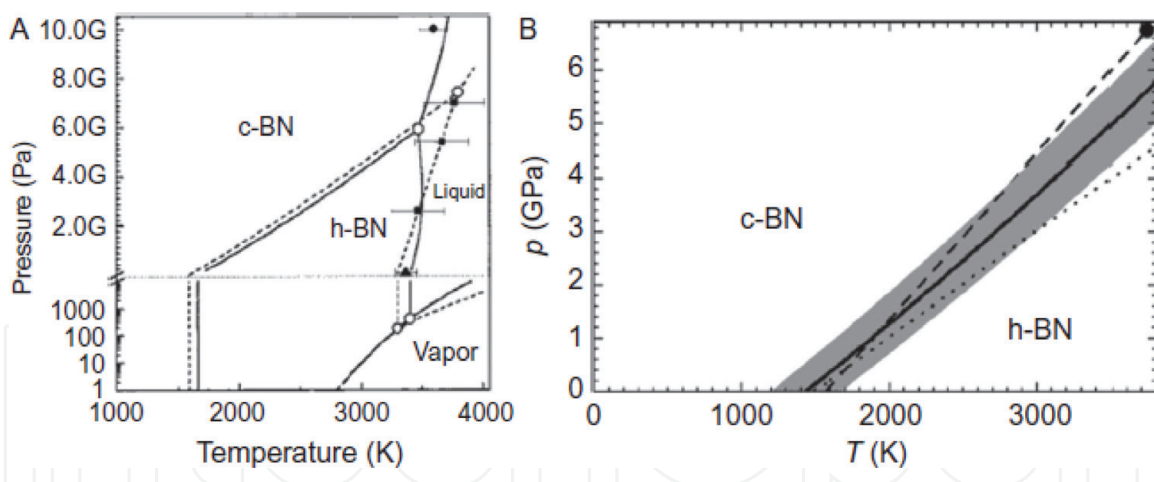 A
Pressure (Pa)
10.0G
8.0G
6.0G
4.0G
2.0G
1000
100
10
1
c-BN
h-BN
Liquid
Vapor
1000 2000 3000 4000
Temperature (K)
B
p (GPa)
6
5
4
3
2
1
0
c-BN
h-BN
0 1000 2000 3000
T (K)